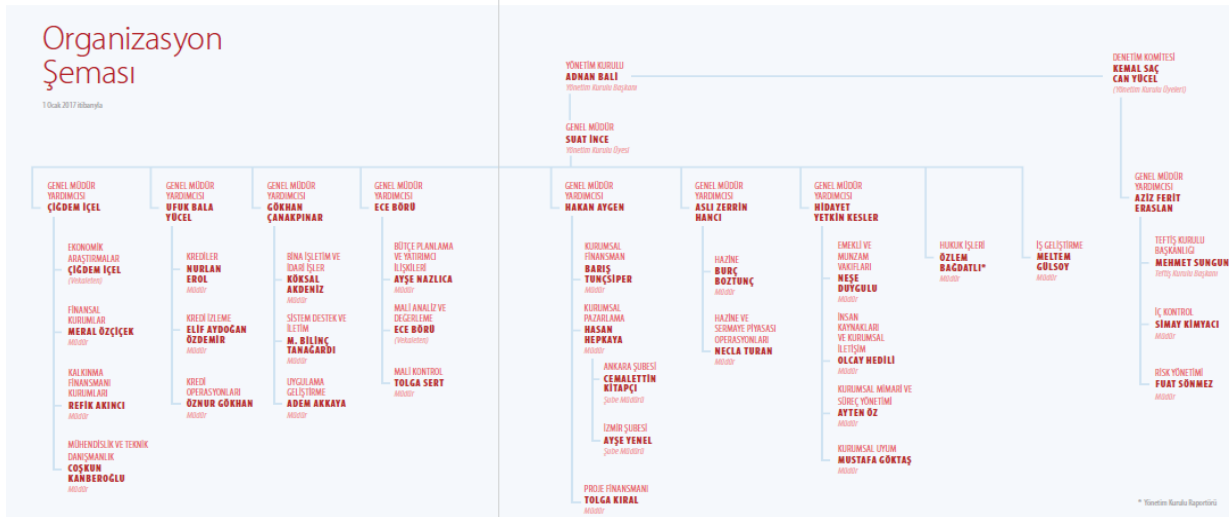 Organizasyon
Şeması
1 Ocak 2017 itibarıyla
YÖNETİM KURULU
ADNAN BALİ
Yönetim Kurulu Başkanı
DENETİM KOMİTESİ
KEMAL SAÇ
CAN YÜCEL
(Yönetim Kurulu Üyeleri)
GENEL MÜDÜR
SUAT İNCE
Yönetim Kurulu Üyesi
GENEL MÜDÜR
YARDIMCISI
ÇİĞDEM İÇEL
EKONOMİK
ARAŞTIRMALAR
ÇİĞDEM İÇEL
(Vekaleten)
FİNANSAL
KURUMLAR
MERAL ÖZÇİÇEK
Müdür
KALKINMA
FİNANSMANI
KURUMLARI
REFİK AKINCI
Müdür
MÜHENDİSLİK VE TEKNİK
DANIŞMANLIK
COŞKUN
KANBEROĞLU
Müdür
GENEL MÜDÜR
YARDIMCISI
UFUK BALA
YÜCEL
KREDİLER
NURLAN
EROL
Müdür
KREDİ İZLEME
ELİF AYDOĞAN
ÖZDEMİR
Müdür
KREDİ
OPERASYONLARI
ÖZNUR GÖKHAN
Müdür
GENEL MÜDÜR
YARDIMCISI
GÖKHAN
ÇANAKPINAR
BİNA İŞLETİM VE
İDARİ İŞLER
KÖKSAL
AKDENİZ
Müdür
SİSTEM DESTEK VE
İLETİM
M. BİLİNÇ
TANAĞARDI
Müdür
UYGULAMA
GELİŞTİRME
ADEM AKKAYA
Müdür
GENEL MÜDÜR
YARDIMCISI
ECE BÖRÜ
BÜTÇE PLANLAMA
VE YATIRIMCI
İLİŞKİLERİ
AYŞE NAZLICA
Müdür
MALİ ANALİZ VE
DEĞERLEME
ECE BÖRÜ
(Vekaleten)
MALİ KONTROL
TOLGA SERT
Müdür
GENEL MÜDÜR
YARDIMCISI
HAKAN AYGEN
KURUMSAL
FİNANSMAN
BARIŞ
TUNÇSİPER
Müdür
KURUMSAL
PAZARLAMA
HASAN
HEPKAYA
Müdür
ANKARA ŞUBESİ
CEMALETTİN
KİTAPÇI
Şube Müdürü
İZMİR ŞUBESİ
AYŞE YENEL
Şube Müdürü
PROJE FİNANSMANI
TOLGA KIRAL
Müdür
GENEL MÜDÜR
YARDIMCISI
ASLI ZERRİN
HANCI
HAZİNE
BURÇ
BOZTUNÇ
Müdür
HAZİNE VE
SERMAYE PİYASASI
OPERASYONLARI
NECLA TURAN
Müdür
GENEL MÜDÜR
YARDIMCISI
HİDAYET
YETKİN KESLER
EMEKLİ VE
MUNZAM
VAKIFLARI
NEŞE
DUYGULU
Müdür
İNSAN
KAYNAKLARI
VE KURUMSAL
İLETİŞİM
OLCAY HEDİLİ
Müdür
KURUMSAL MİMARİ VE
SÜREÇ YÖNETİMİ
AYTEN ÖZ
Müdür
KURUMSAL UYUM
MUSTAFA GÖKTAŞ
Müdür
HUKUK İŞLERİ
ÖZLEM
BAĞDATLI*
Müdür
İŞ GELİŞTİRME
MELTEM
GÜLSOY
Müdür
GENEL MÜDÜR
YARDIMCISI
AZİZ FERİT
ERASLAN
TEFTİŞ KURULU
BAŞKANLIĞI
MEHMET SUNGUN
Teftiş Kurulu Başkanı
İÇ KONTROL
SİMAY KİMYACI
Müdür
RİSK YÖNETİMİ
FUAT SÖNMEZ
Müdür
* Yönetim Kurulu Raportörü